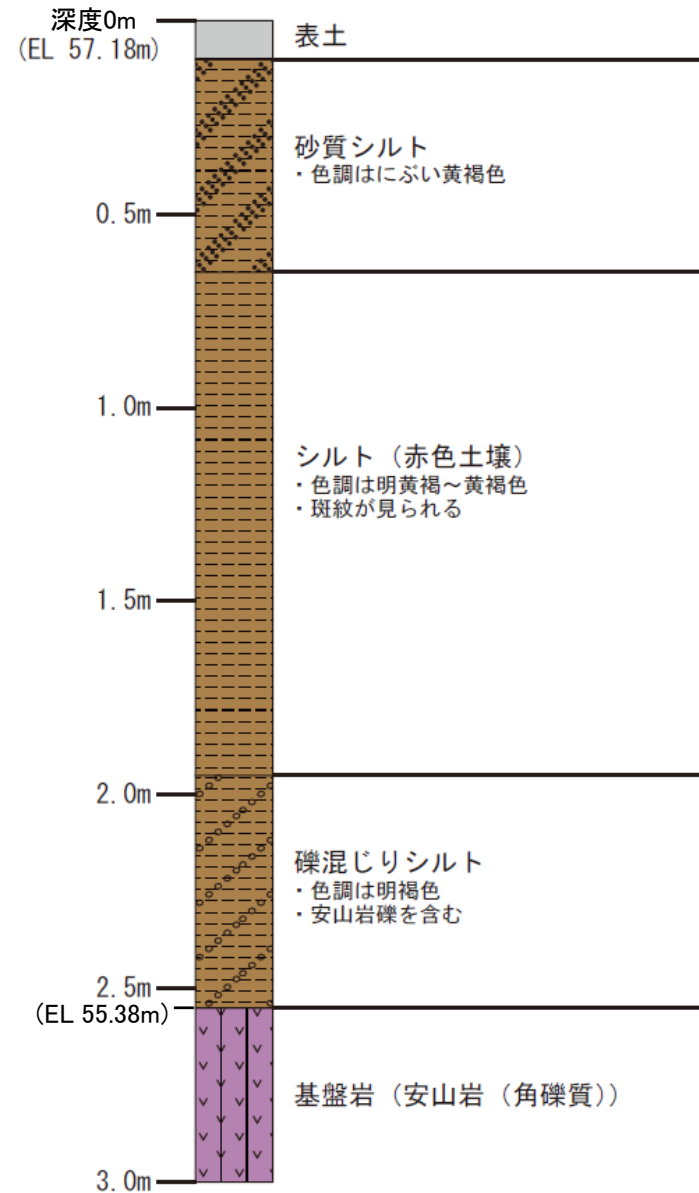 深度0m
(EL 57.18m)
表土
砂質シルト
・色調はにぶい黄褐色
0.5m
1.0m
シルト（赤色土壌）
・色調は明黄褐～黄褐色
・斑紋が見られる
1.5m
2.0m
礫混じりシルト
・色調は明褐色
・安山岩礫を含む
2.5m
(EL 55.38m)
基盤岩（安山岩（角礫質））
3.0m